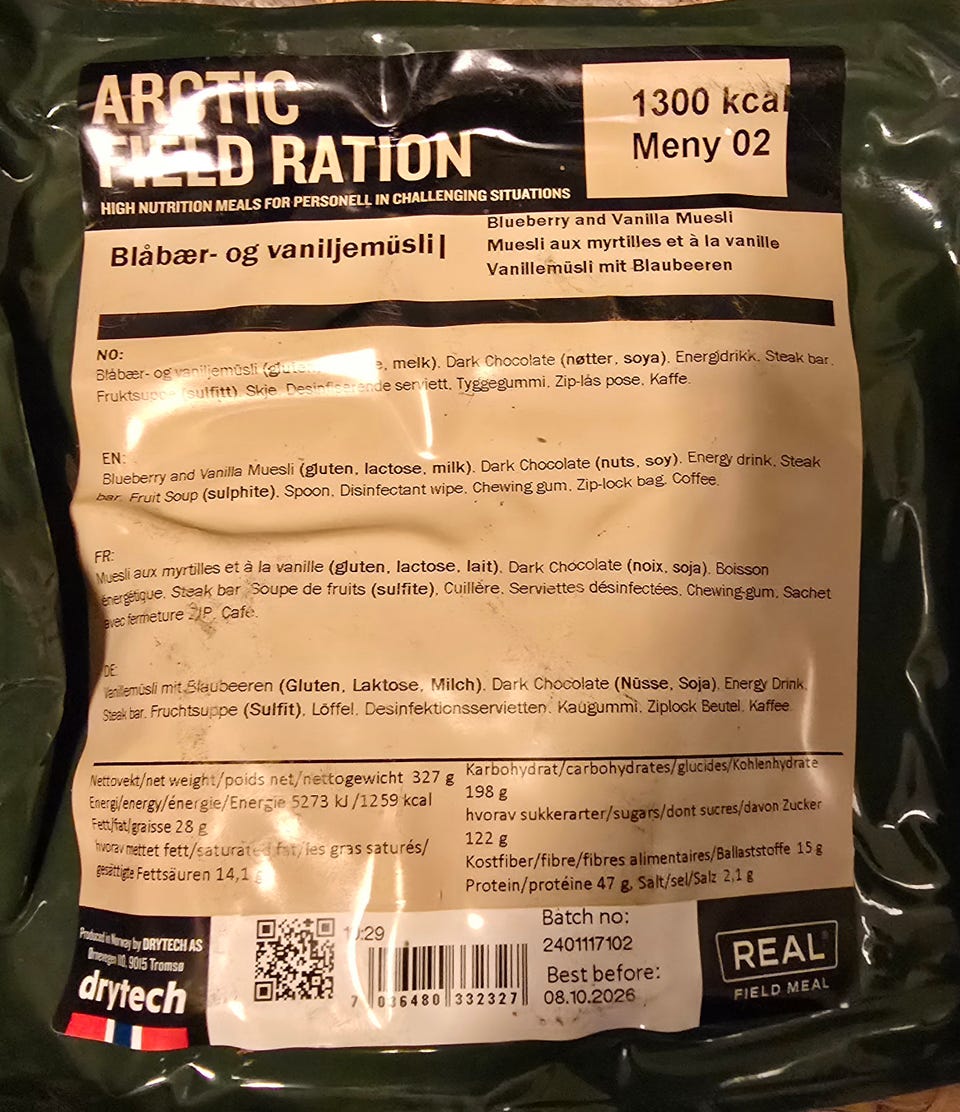 ARCTIC
FIELD RATION
HIGH NUTRITION MEALS FOR PERSONELL IN CHALLENGING SITUATIONS
1300 kcal
Meny 02
Blåbær- og vaniljemüsli|
Blueberry and Vanilla Muesli
Muesli aux myrtilles et à la vanille
Vanillemüsli mit Blaubeeren
NO:
Blåbær- og vaniljemüsli (gluten, melk). Dark Chocolate (nøtter, soya). Energidrikk. Steak bar.
Fruktsuppe (sulfitt). Skje. Desinfiserende serviett. Tyggegummi. Zip-lås pose. Kaffe.
EN:
Blueberry and Vanilla Muesli (gluten, lactose, milk). Dark Chocolate (nuts, soy). Energy drink. Steak
bar. Fruit Soup (sulphite). Spoon. Disinfectant wipe. Chewing gum. Zip-lock bag. Coffee.
FR:
Muesli aux myrtilles et à la vanille (gluten, lactose, lait). Dark Chocolate (noix, soja). Boisson
énergétique. Steak bar. Soupe de fruits (sulfite). Cuillère. Serviettes désinfectées. Chewing-gum. Sachet
avec fermeture ZIP. Café.
DE:
Vanillemüsli mit Blaubeeren (Gluten, Laktose, Milch). Dark Chocolate (Nüsse, Soja). Energy Drink.
Steak bar. Fruchtsuppe (Sulfit). Löffel. Desinfektionsservietten. Kaugummi. Ziplock Beutel. Kaffee.
Nettovekt/net weight/poids net/nettogewicht 327 g
Energi/energy/énergie/Energie 5273 kJ /1259 kcal
Fett/fat/graisse 28 g
hvorav mettet fett/saturated fat/les gras saturés/
gesättigte Fettsäuren 14,1 g
Karbohydrat/carbohydrates/glucides/Kohlenhydrate
198 g
hvorav sukkerarter/sugars/dont sucres/davon Zucker
122 g
Kostfiber/fibre/fibres alimentaires/Ballaststoffe 15 g
Protein/protéine 47 g, Salt/sel/Salz 2,1 g
Produced in Norway by DRYTECH AS
9015 Tromsø
drytech
:29
7 036480 332327
Batch no:
2401117102
Best before:
08.10.2026
REAL
FIELD MEAL